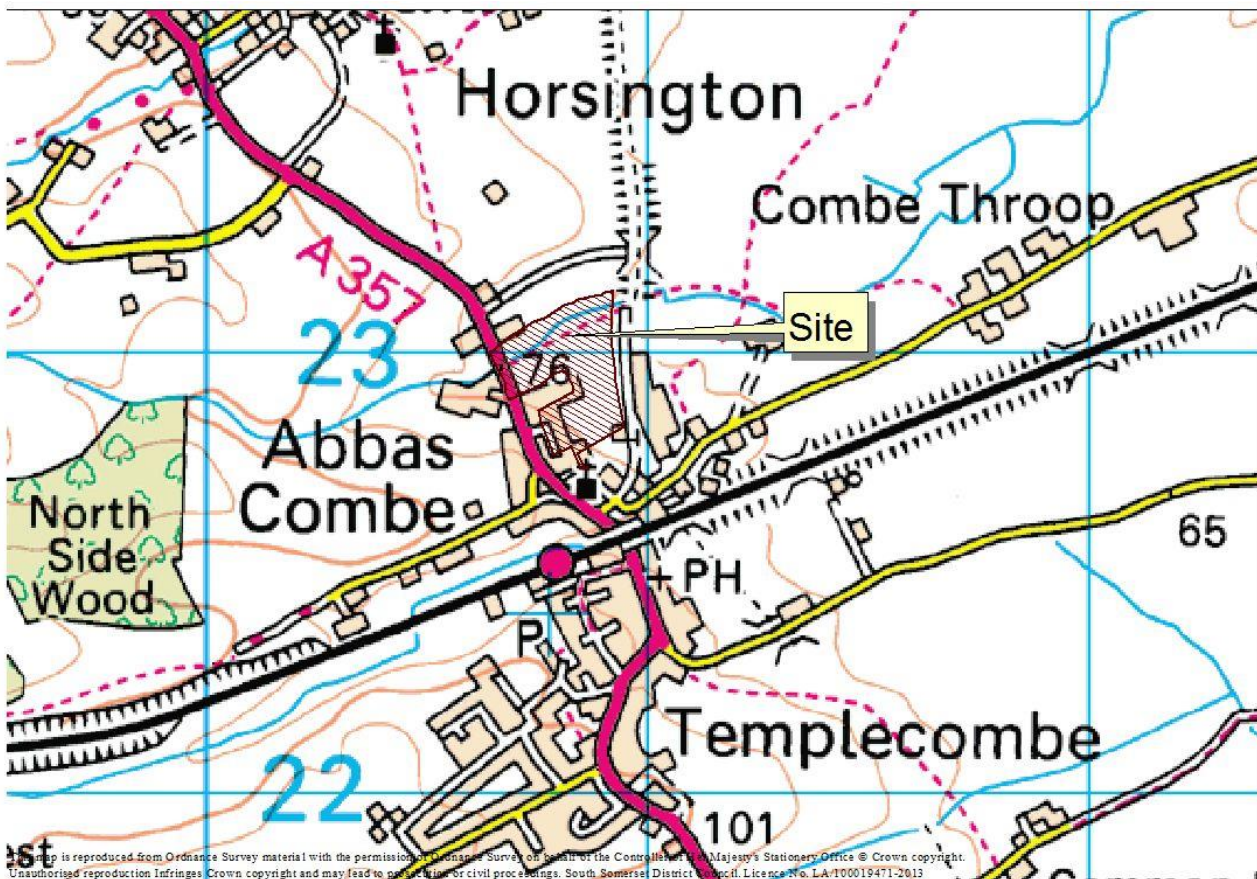 Horsington
Combe Throop
A 357
Site
23
76
Abbas
Combe
North
Side
Wood
PH
65
P
Templecombe
22
101
est
map is reproduced from Ordnance Survey material with the permission of Ordnance Survey on behalf of the Controller of Her Majesty's Stationery Office © Crown copyright.
Unauthorised reproduction Infringes Crown copyright and may lead to prosecution or civil proceedings. South Somerset District Council. Licence No. LA/100019471-2013